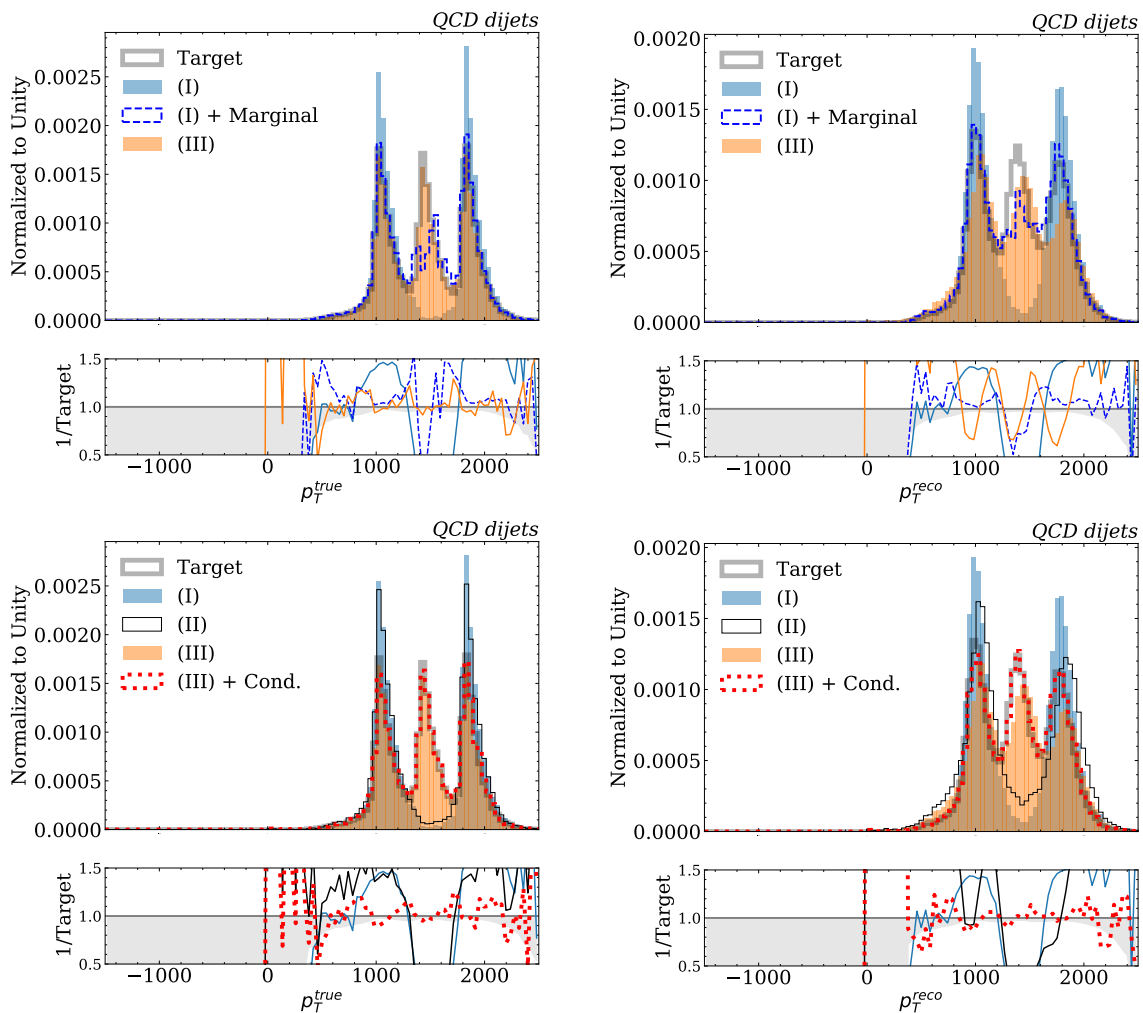 QCD dijets
Normalized to Unity
0.0025
0.0020
0.0015
0.0010
0.0005
0.0000
Target
(I)
(I) + Marginal
(III)
1/Target
1.5
1.0
0.5
−1000 0 1000 2000
p_T^true
QCD dijets
Normalized to Unity
0.0020
0.0015
0.0010
0.0005
0.0000
Target
(I)
(I) + Marginal
(III)
1/Target
1.5
1.0
0.5
−1000 0 1000 2000
p_T^reco
QCD dijets
Normalized to Unity
0.0025
0.0020
0.0015
0.0010
0.0005
0.0000
Target
(I)
(II)
(III)
(III) + Cond.
1/Target
1.5
1.0
0.5
−1000 0 1000 2000
p_T^true
QCD dijets
Normalized to Unity
0.0020
0.0015
0.0010
0.0005
0.0000
Target
(I)
(II)
(III)
(III) + Cond.
1/Target
1.5
1.0
0.5
−1000 0 1000 2000
p_T^reco